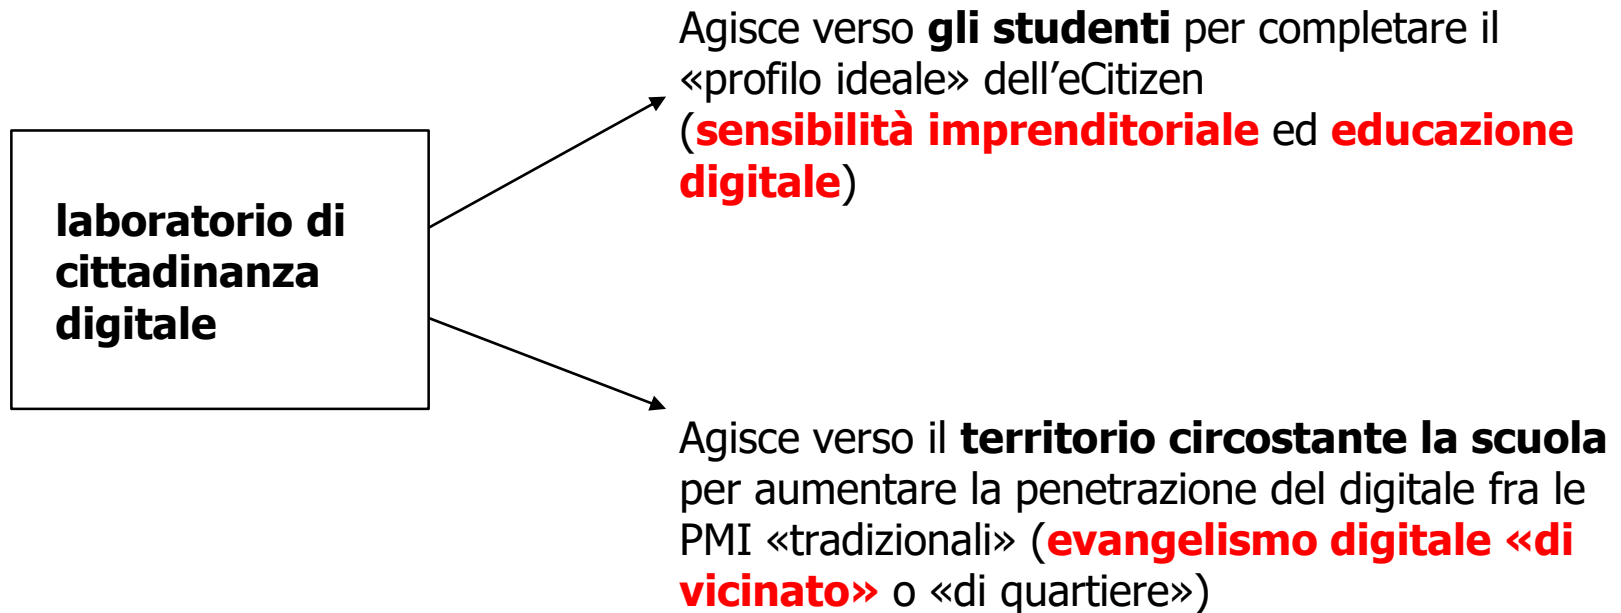 laboratorio di
cittadinanza
digitale
Agisce verso gli studenti per completare il
«profilo ideale» dell’eCitizen
(sensibilità imprenditoriale ed educazione
digitale)
Agisce verso il territorio circostante la scuola
per aumentare la penetrazione del digitale fra le
PMI «tradizionali» (evangelismo digitale «di
vicinato» o «di quartiere»)